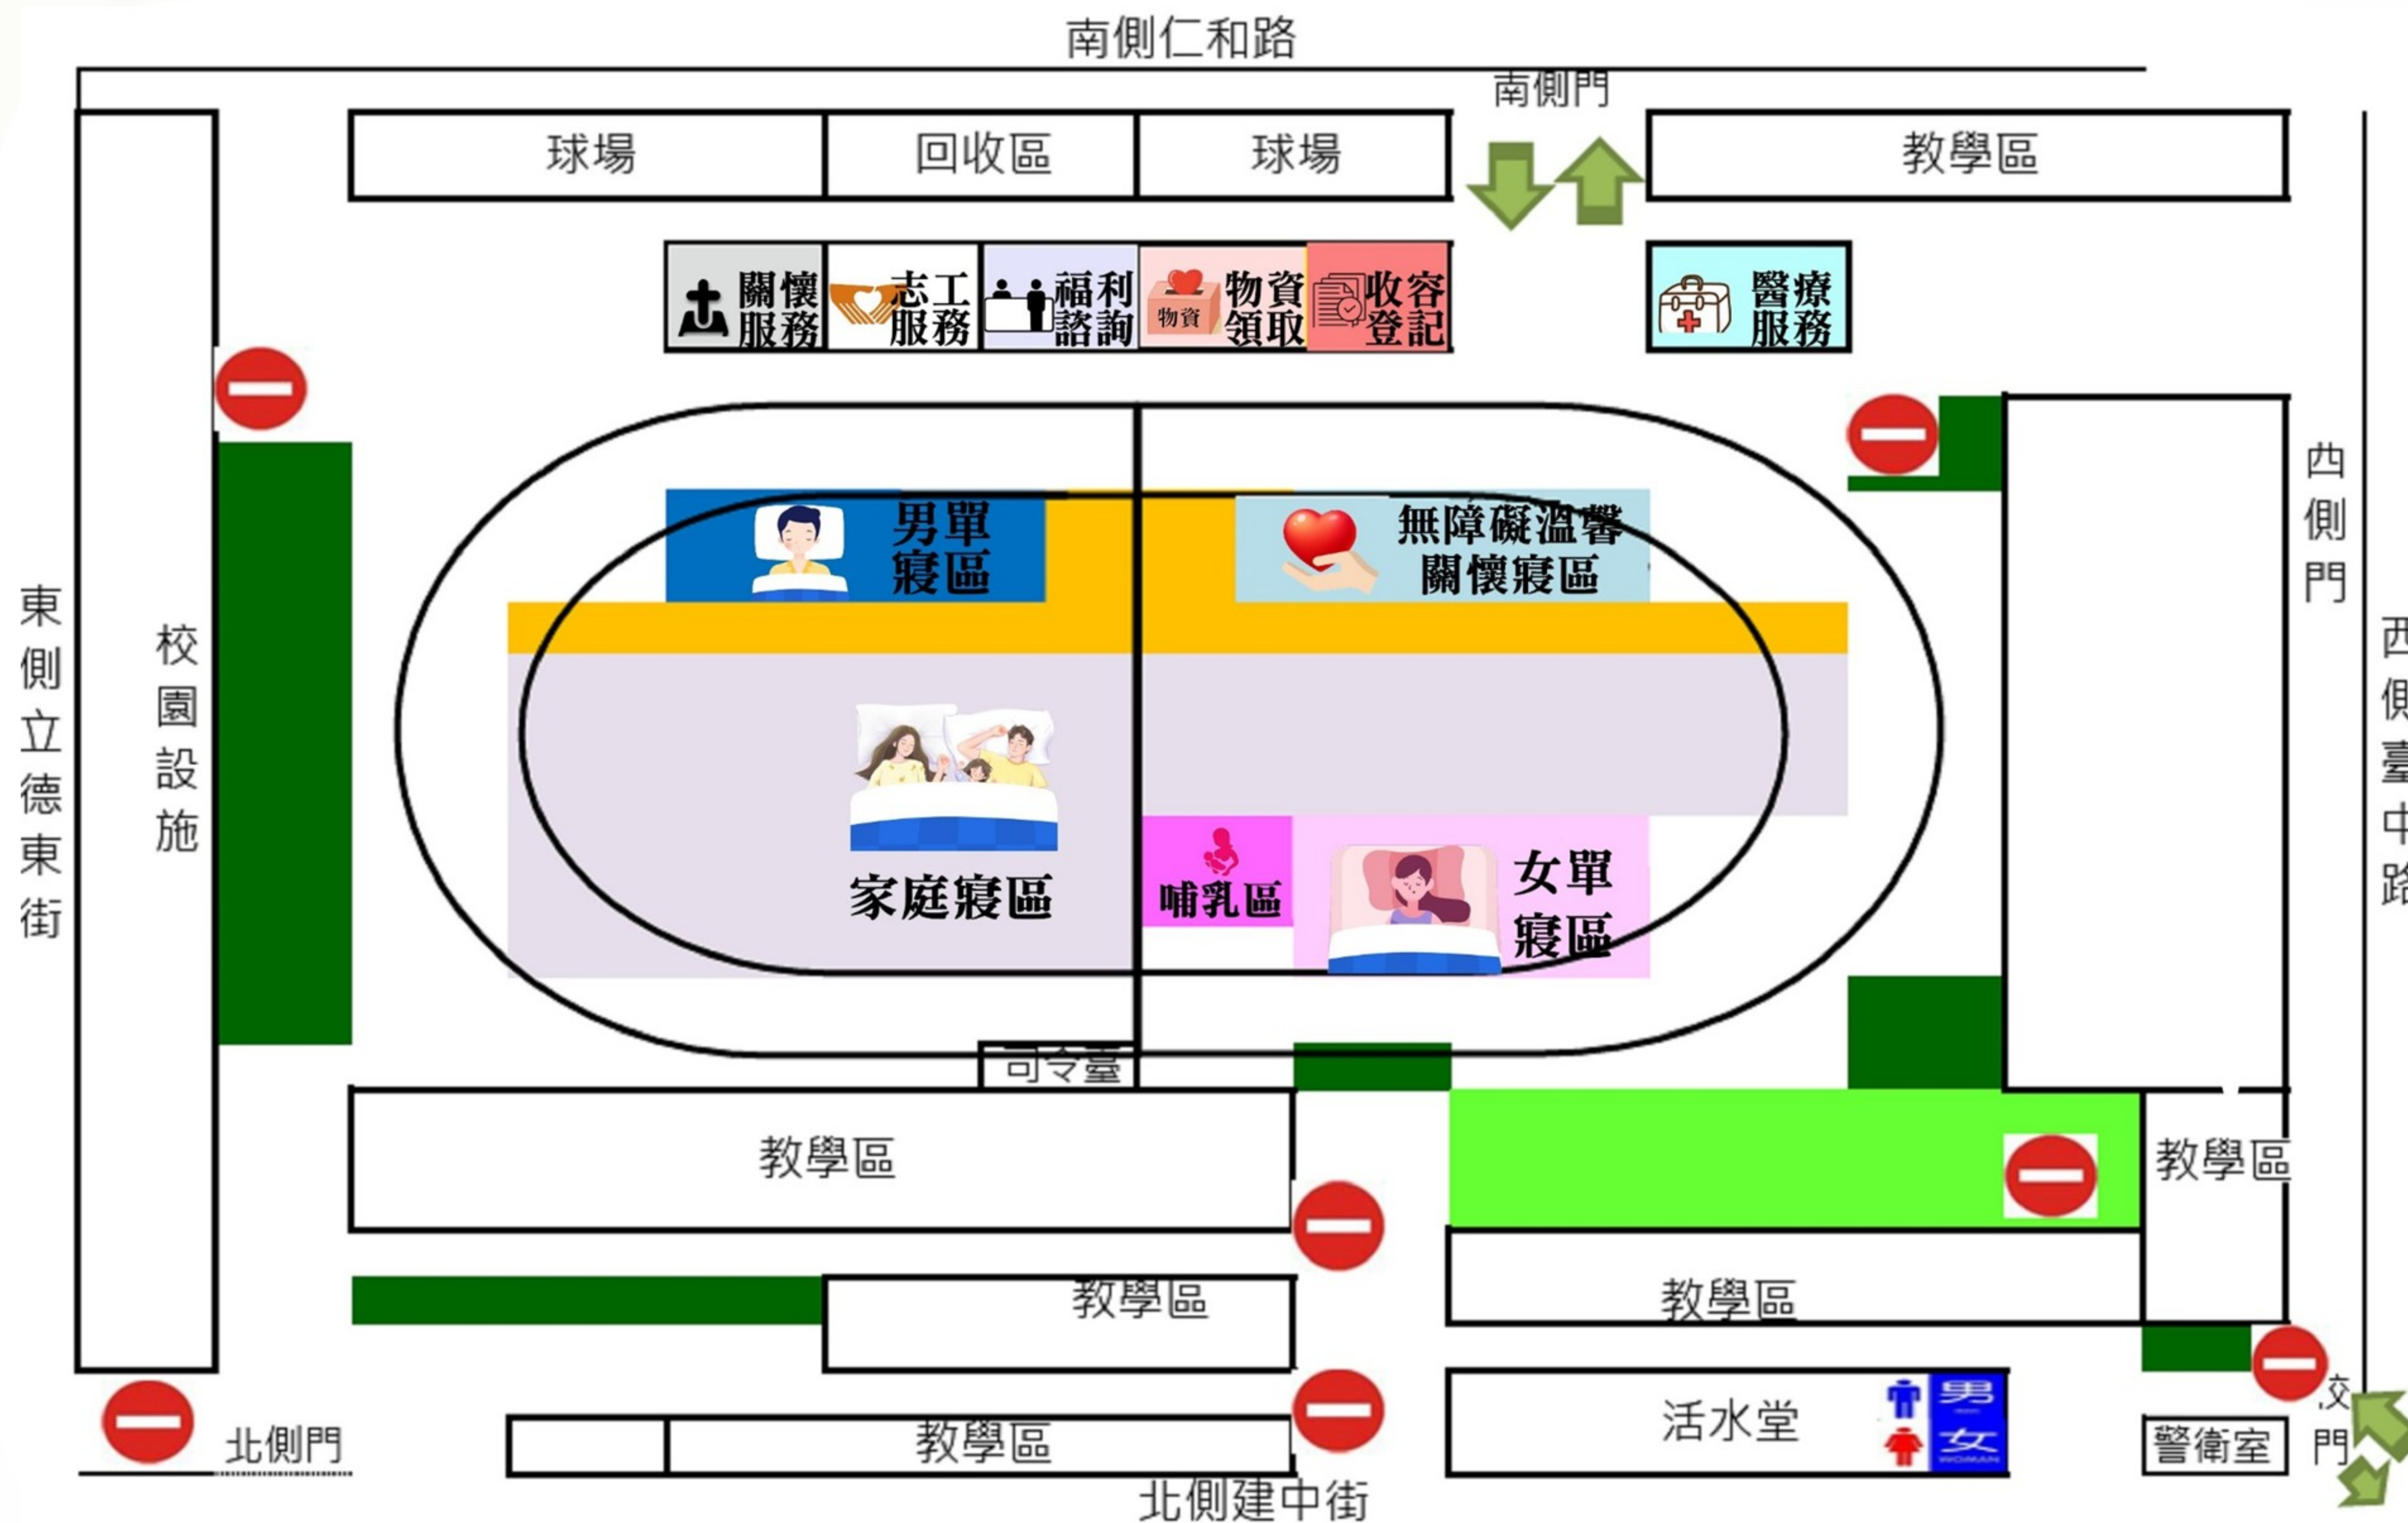 南側仁和路
南側門
球場
回收區
球場
教學區
關懷
服務
志工
服務
福利
諮詢
物資
物資
領取
收容
登記
醫療
服務
西側門
西側臺中路
東側立德東街
校園設施
男單
寢區
無障礙溫馨
關懷寢區
家庭寢區
哺乳區
女單
寢區
司令臺
教學區
教學區
教學區
教學區
教學區
活水堂
男
女
WOMAN
警衛室
校門
北側門
北側建中街